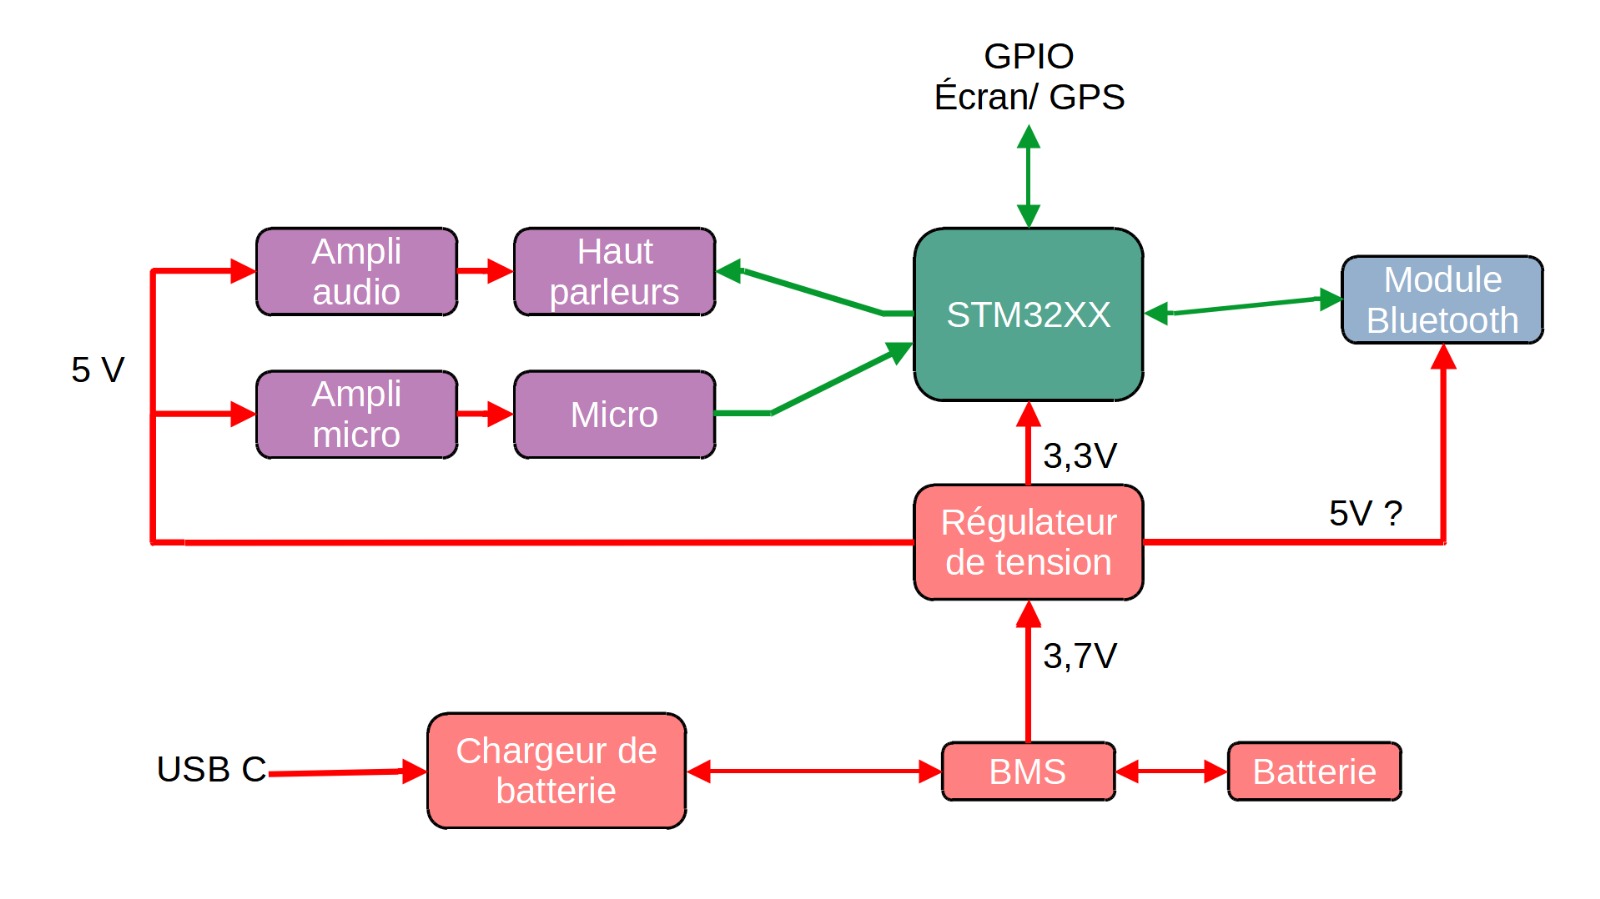 GPIO
Écran/ GPS
Ampli
audio
Haut
parleurs
STM32XX
Module
Bluetooth
5 V
Ampli
micro
Micro
3,3V
5V ?
Régulateur
de tension
3,7V
USB C
Chargeur de
batterie
BMS
Batterie